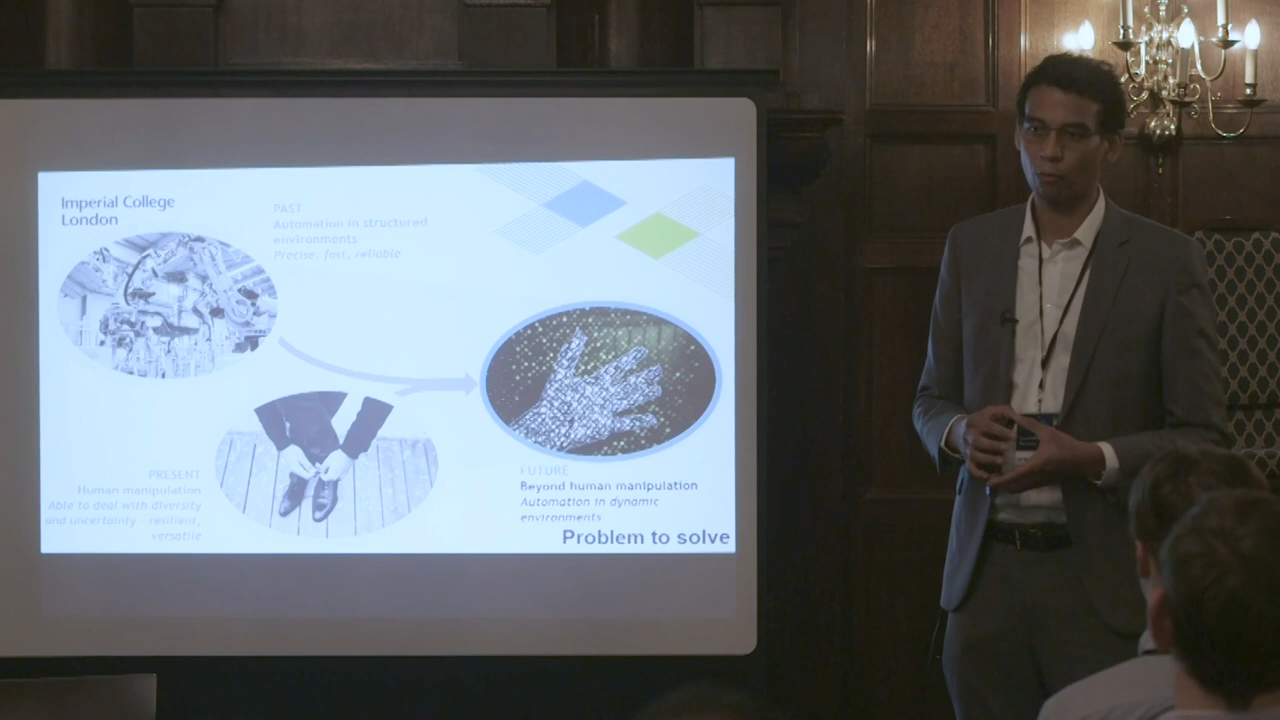 Imperial College
London
PAST
Automation in structured
environments
Precise, fast, reliable
PRESENT
Human manipulation
Able to deal with diversity
and uncertainty - resilient,
versatile
FUTURE
Beyond human manipulation
Automation in dynamic
environments
Problem to solve